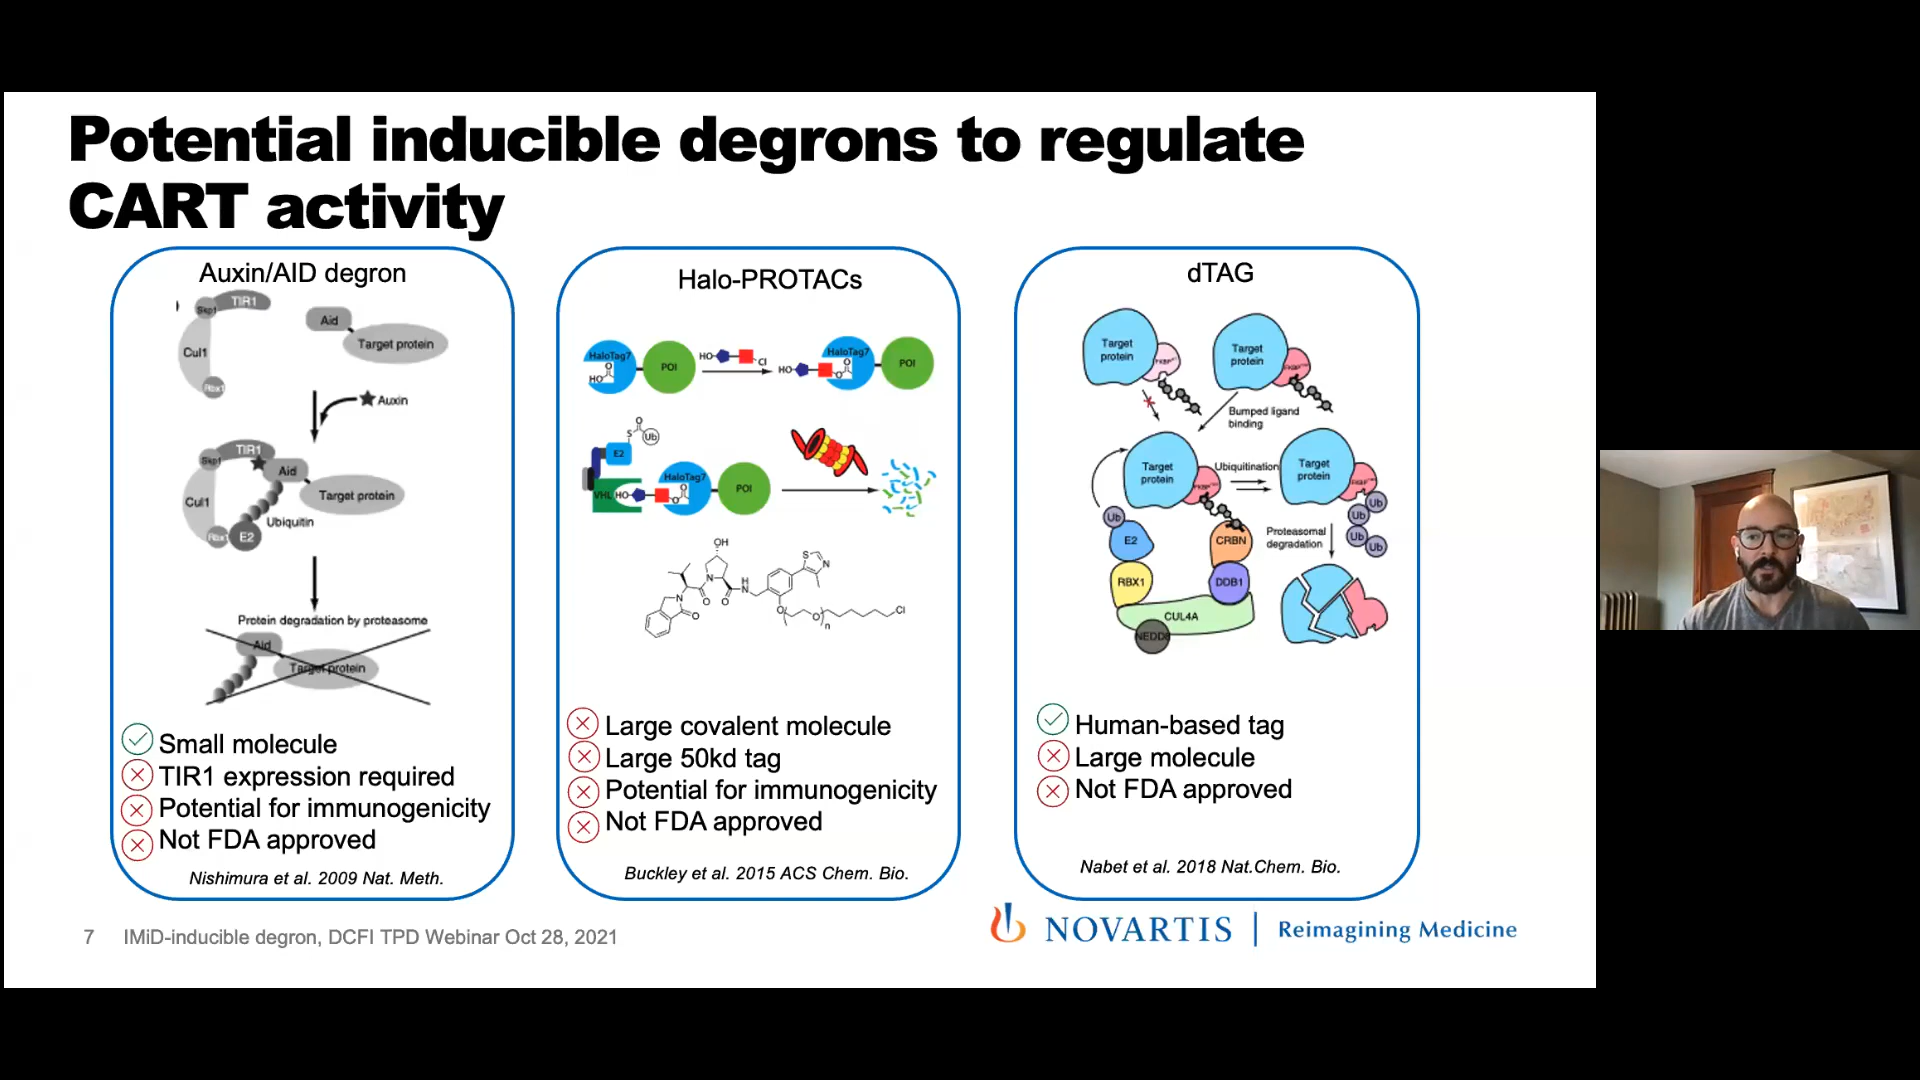 Potential inducible degrons to regulate
CART activity
Auxin/AID degron
Skp1
TIR1
Cul1
Rbx1
Aid
Target protein
Auxin
Skp1
TIR1
Cul1
Rbx1
E2
Aid
Target protein
Ubiquitin
Protein degradation by proteasome
Aid
Target protein
Small molecule
TIR1 expression required
Potential for immunogenicity
Not FDA approved
Nishimura et al. 2009 Nat. Meth.
Halo-PROTACs
HaloTag7
O
HO
POI
HO
Cl
HO
O
O
HaloTag7
POI
O
S
Ub
E2
VHL
HO
O
O
HaloTag7
POI
OH
N
O
N
O
O
H
N
S
N
O
O
n
Cl
Large covalent molecule
Large 50kd tag
Potential for immunogenicity
Not FDA approved
Buckley et al. 2015 ACS Chem. Bio.
dTAG
Target
protein
Target
protein
Bumped ligand
binding
Target
protein
Ubiquitination
Target
protein
Ub
E2
RBX1
CRBN
DDB1
CUL4A
NEDD8
Ub
Ub
Ub
Ub
Proteasomal
degradation
Human-based tag
Large molecule
Not FDA approved
Nabet et al. 2018 Nat.Chem. Bio.
7 IMiD-inducible degron, DCFI TPD Webinar Oct 28, 2021
NOVARTIS | Reimagining Medicine